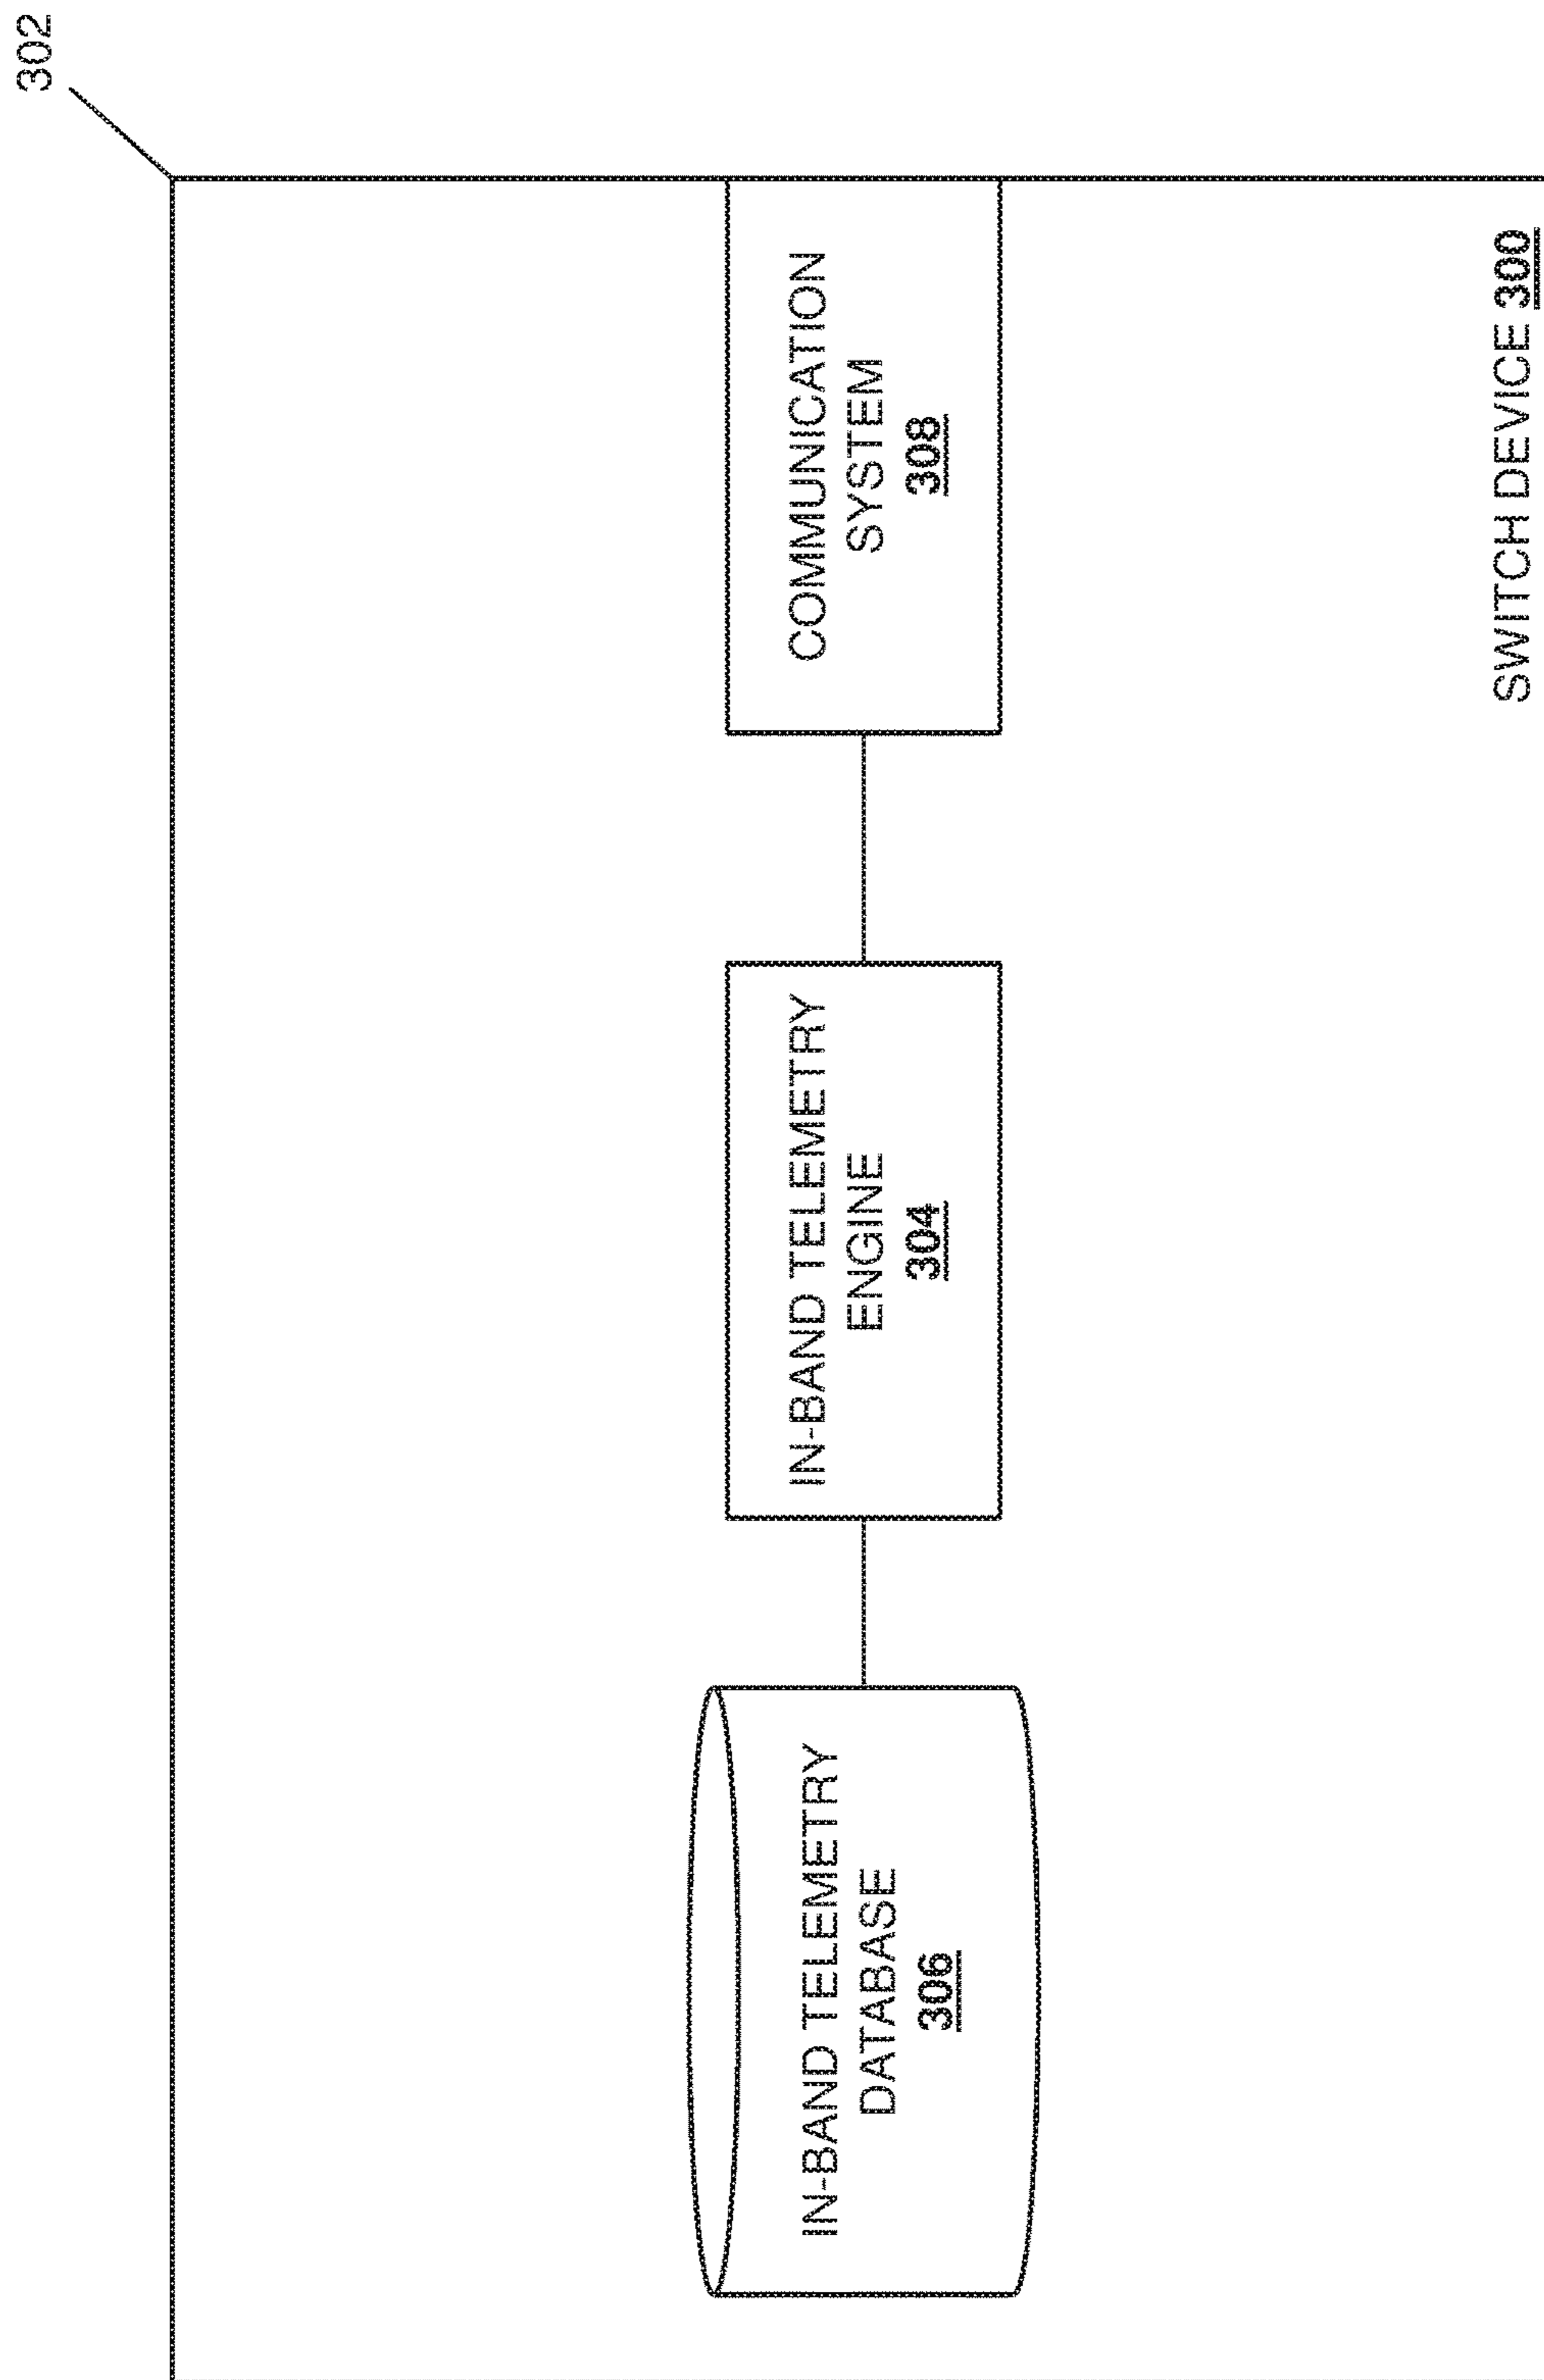 302
IN-BAND TELEMETRY
DATABASE
306
IN-BAND TELEMETRY
ENGINE
304
COMMUNICATION
SYSTEM
308
SWITCH DEVICE 300